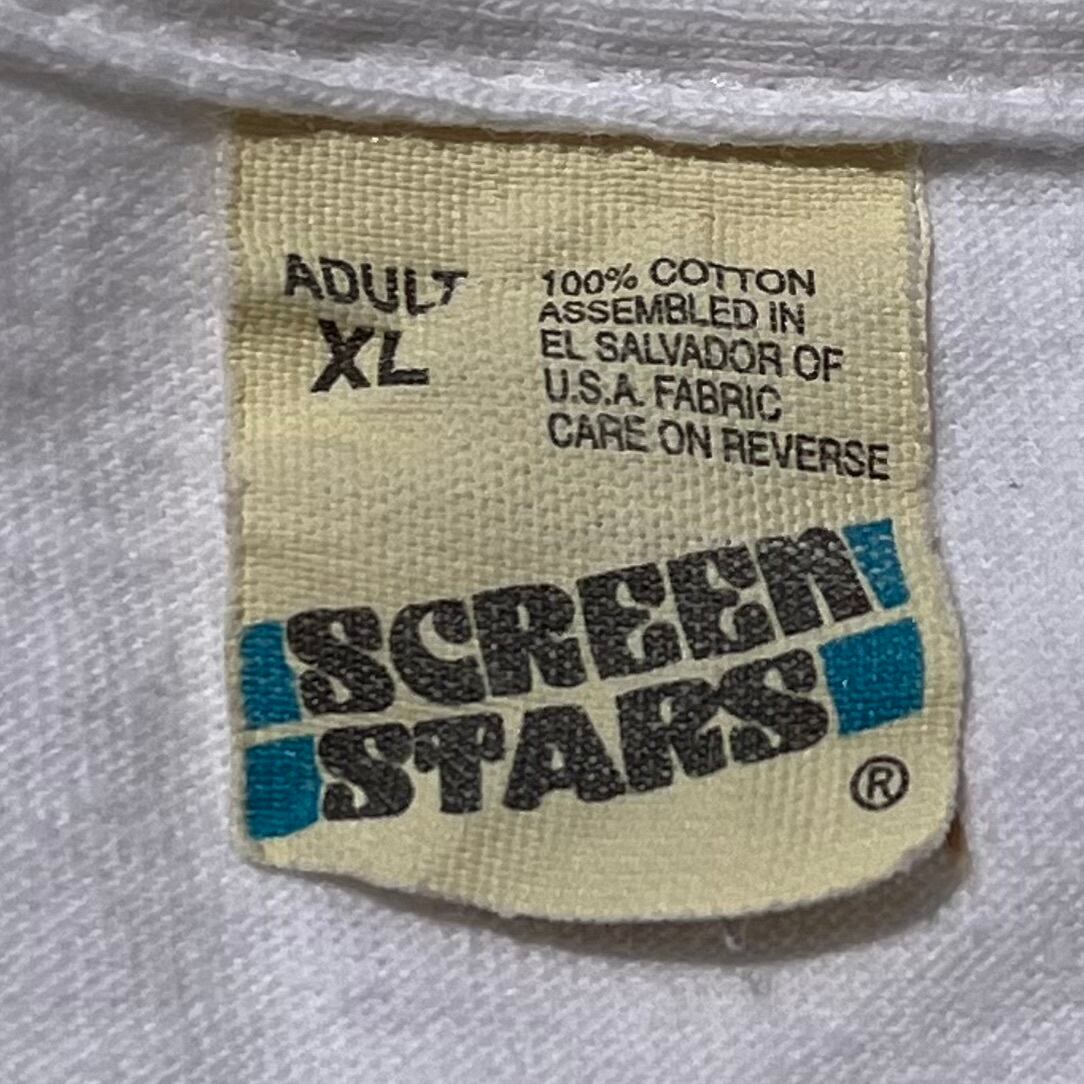 ADULT
XL
100% COTTON
ASSEMBLED IN
EL SALVADOR OF
U.S.A. FABRIC
CARE ON REVERSE
SCREEN
STARS
®